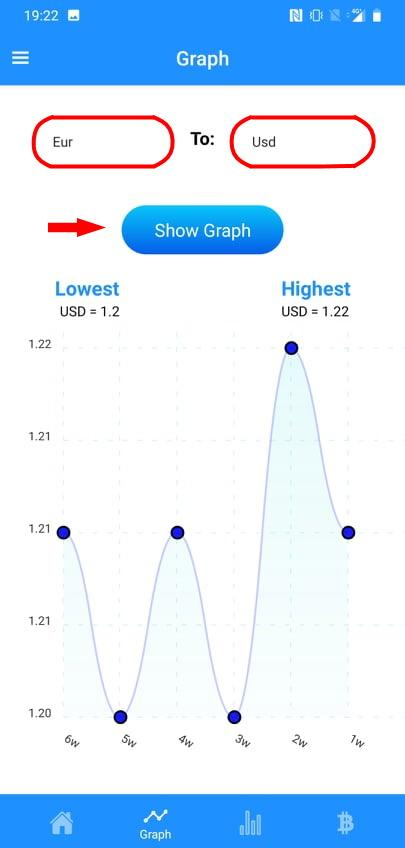 19:22
4G
Graph
Eur To: Usd
Show Graph
Lowest Highest
USD = 1.2 USD = 1.22
1.22
1.21
1.21
1.21
1.20
6w 5w 4w 3w 2w 1w
Graph